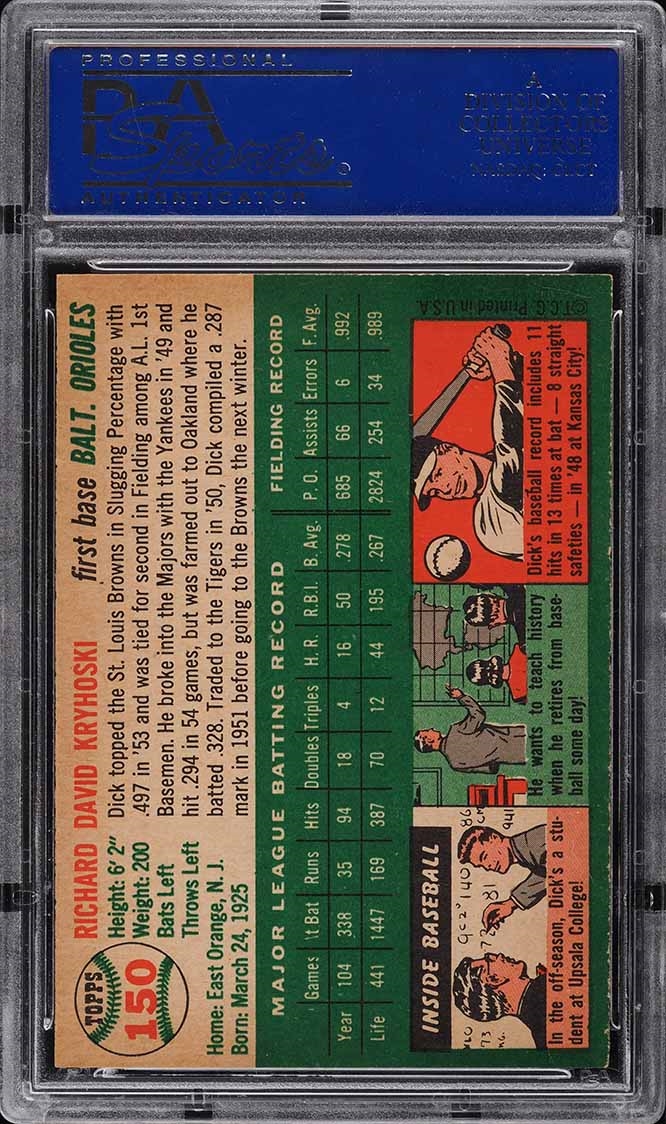 PROFESSIONAL
PSA
AUTHENTICATOR
A
DIVISION OF
COLLECTORS
UNIVERSE
NASDAQ: CLCT
TOPPS
150
RICHARD DAVID KRYHOSKI first base BALT. ORIOLES
Height: 6' 2"
Weight: 200
Bats Left
Throws Left
Home: East Orange, N. J.
Born: March 24, 1925
Dick topped the St. Louis Browns in Slugging Percentage with
.497 in '53 and was tied for second in Fielding among A.L. 1st
Basemen. He broke into the Majors with the Yankees in '49 and
hit .294 in 54 games, but was farmed out to Oakland where he
batted .328. Traded to the Tigers in '50, Dick compiled a .287
mark in 1951 before going to the Browns the next winter.
MAJOR LEAGUE BATTING RECORD FIELDING RECORD
Games At Bat Runs Hits Doubles Triples H. R. R.B.I. B. Avg. P. O. Assists Errors F. Avg.
Year 104 338 35 94 18 4 16 50 .278 685 66 6 .992
Life 441 1447 169 387 70 12 44 195 .267 2824 254 34 .989
INSIDE BASEBALL
In the off-season, Dick's a stu-
dent at Upsala College!
He wants to teach history
when he retires from base-
ball some day!
Dick's baseball record includes 11
hits in 13 times at bat — 8 straight
safeties — in '48 at Kansas City!
©T.C.G. Printed in U.S.A.